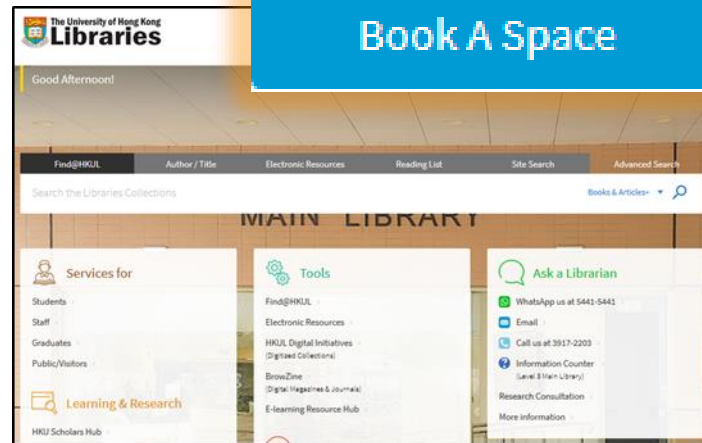 The University of Hong Kong
Libraries
Book A Space
Good Afternoon!
Find@HKUL
Author / Title
Electronic Resources
Reading List
Site Search
Advanced Search
Search the Libraries Collections
Books & Articles+
MAIN LIBRARY
Services for
Students
Staff
Graduates
Public/Visitors
Learning & Research
HKU Scholars Hub
Tools
Find@HKUL
Electronic Resources
HKUL Digital Initiatives
(Digitized Collections)
BrowZine
(Digital Magazines & Journals)
E-learning Resource Hub
Ask a Librarian
WhatsApp us at 5441-5441
Email
Call us at 3917-2203
Information Counter
(Level 3 Main Library)
Research Consultation
More information